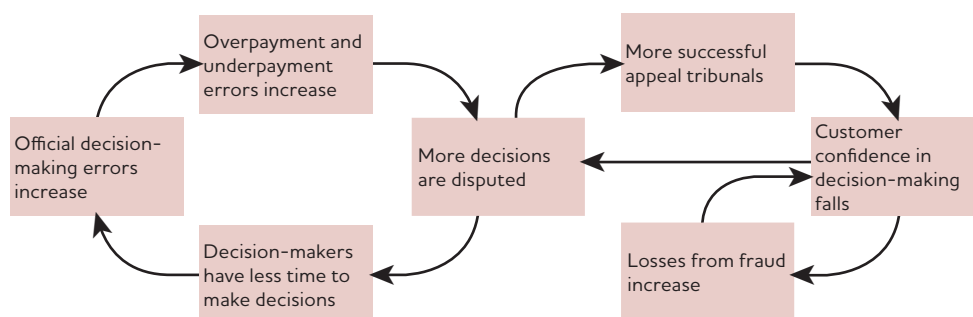 Overpayment and
underpayment
errors increase
More successful
appeal tribunals
Official decision-
making errors
increase
More decisions
are disputed
Customer
confidence in
decision-making
falls
Decision-makers
have less time to
make decisions
Losses from fraud
increase